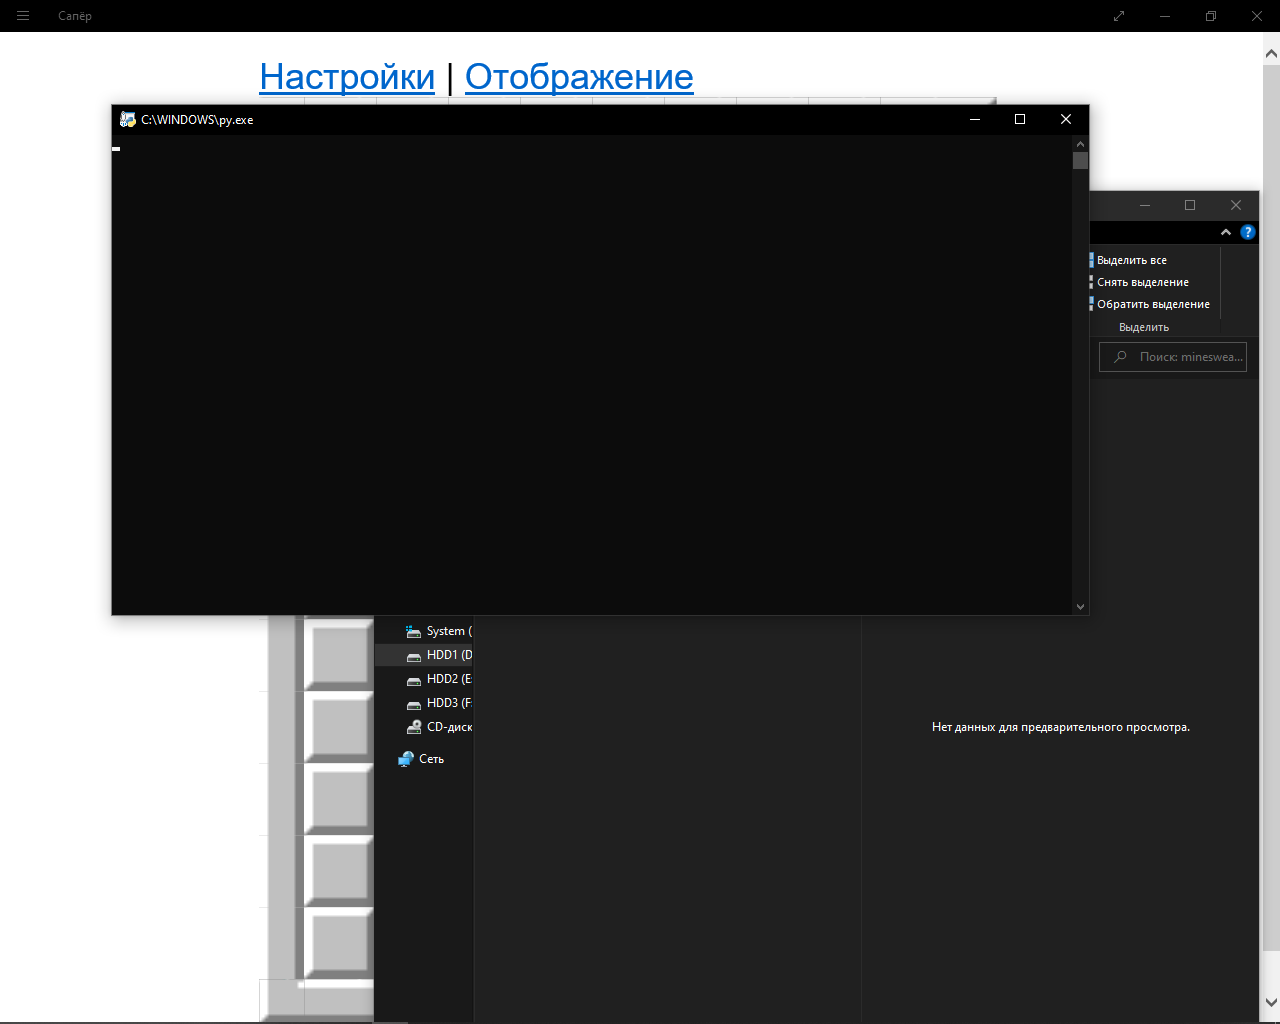 Сапёр
Настройки | Отображение
C:\WINDOWS\py.exe
Выделить все
Снять выделение
Обратить выделение
Выделить
Поиск: mineswea...
System (
HDD1 (D
HDD2 (E
HDD3 (F
CD-диск
Нет данных для предварительного просмотра.
Сеть